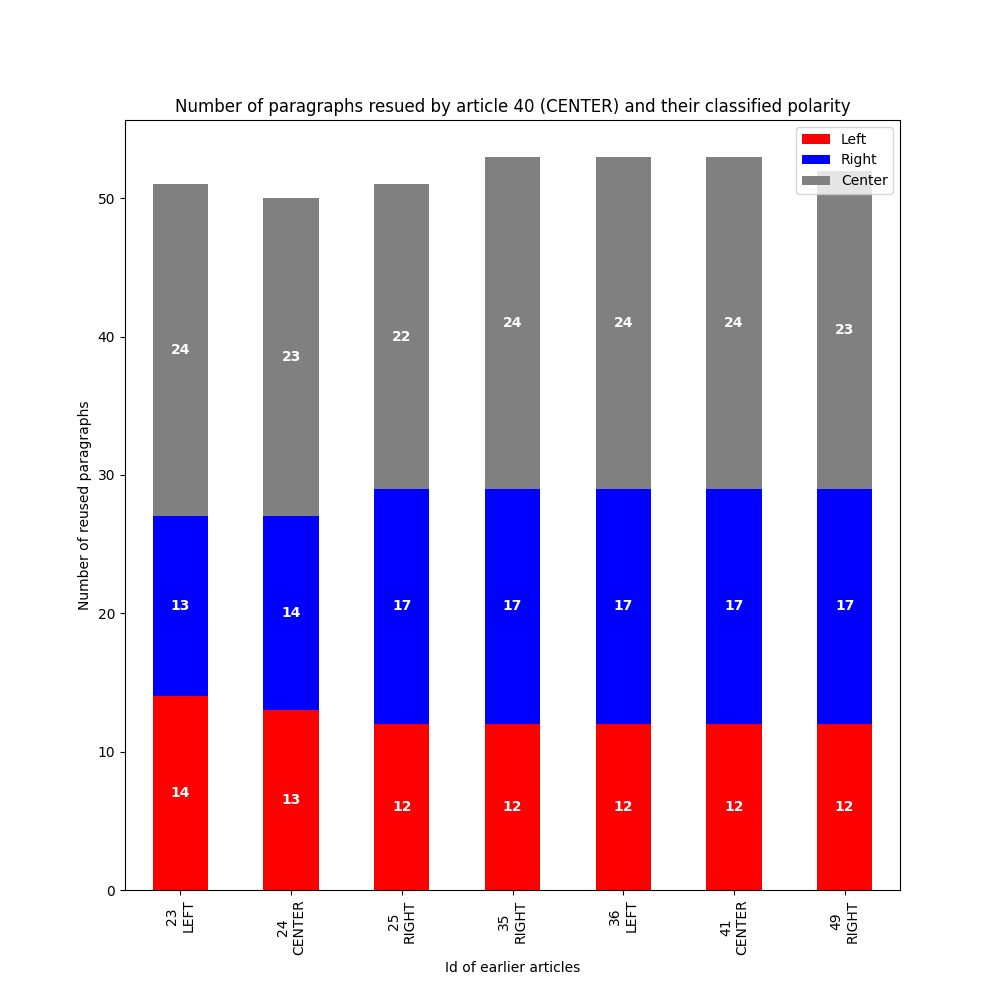 Number of paragraphs resued by article 40 (CENTER) and their classified polarity
Left
Right
Center
Number of reused paragraphs
50
40
30
20
10
0
24
23
22
24
24
24
23
13
14
17
17
17
17
17
14
13
12
12
12
12
12
23
LEFT
24
CENTER
25
RIGHT
35
RIGHT
36
LEFT
41
CENTER
49
RIGHT
Id of earlier articles